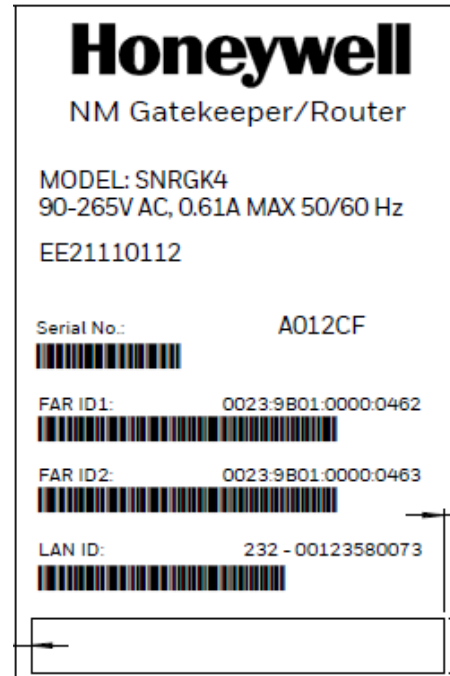 Honeywell
NM Gatekeeper/Router
MODEL: SNRGK4
90-265V AC, 0.61A MAX 50/60 Hz
EE21110112
Serial No.: A012CF
FAR ID1: 0023:9B01:0000:0462
FAR ID2: 0023:9B01:0000:0463
LAN ID: 232 - 00123580073